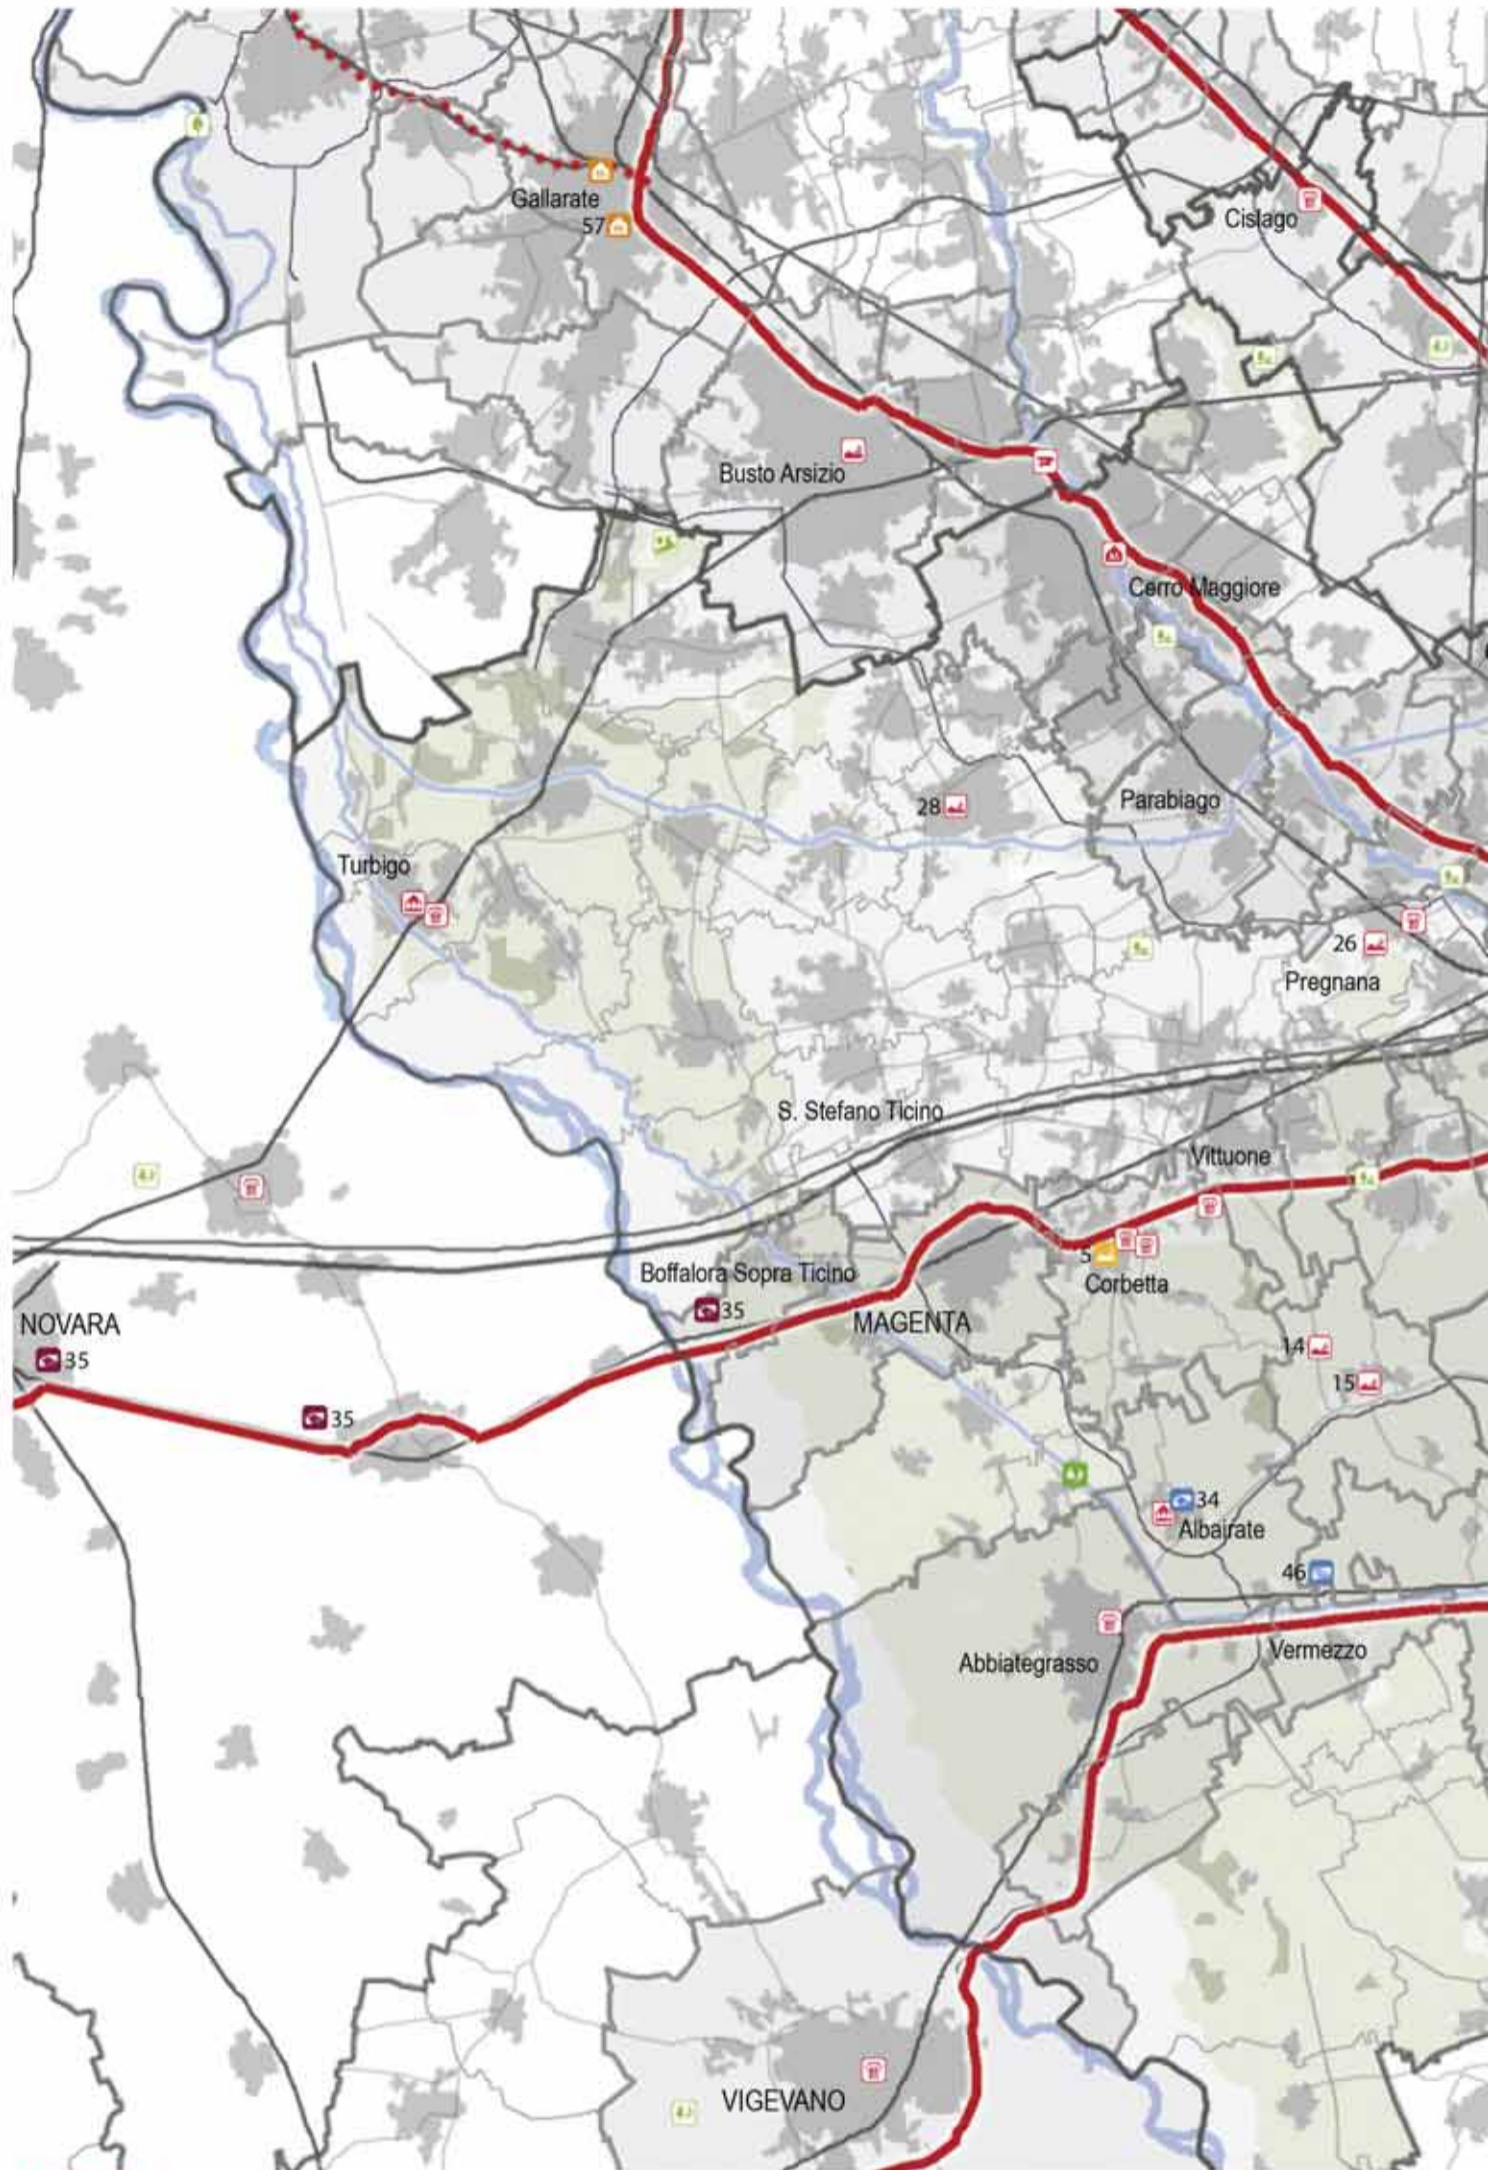 Gallarate
57
Cislago
Busto Arsizio
Cerro Maggiore
28
Parabiago
Turbigo
26
Pregnana
S. Stefano Ticino
Vittuone
5
Corbetta
Boffalora Sopra Ticino
35
NOVARA
35
MAGENTA
14
15
35
34
Albairate
46
Abbiategrasso
Vermezzo
VIGEVANO